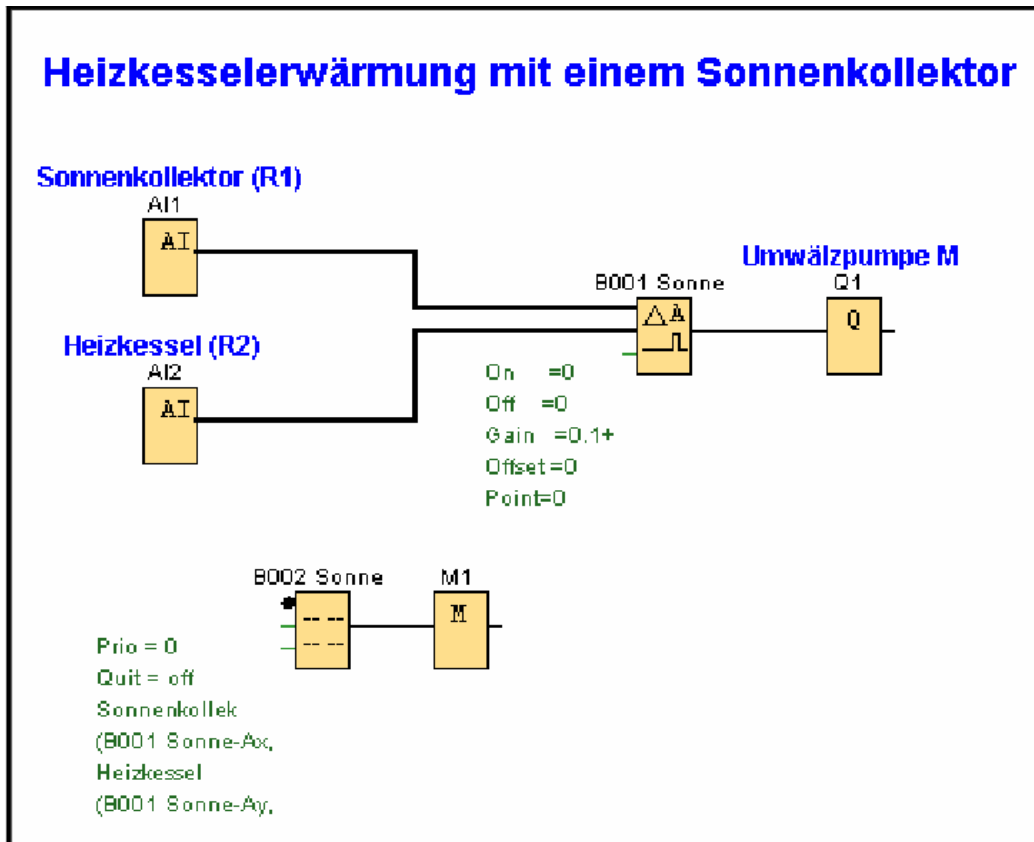 Heizkesselerwärmung mit einem Sonnenkollektor
Sonnenkollektor (R1)
AI1
AI
Heizkessel (R2)
AI2
AI
B001 Sonne
△A
Umwälzpumpe M
Q1
Q
On =0
Off =0
Gain =0.1+
Offset=0
Point=0
B002 Sonne
M1
M
Prio = 0
Quit = off
Sonnenkollek
(B001 Sonne-Ax,
Heizkessel
(B001 Sonne-Ay,